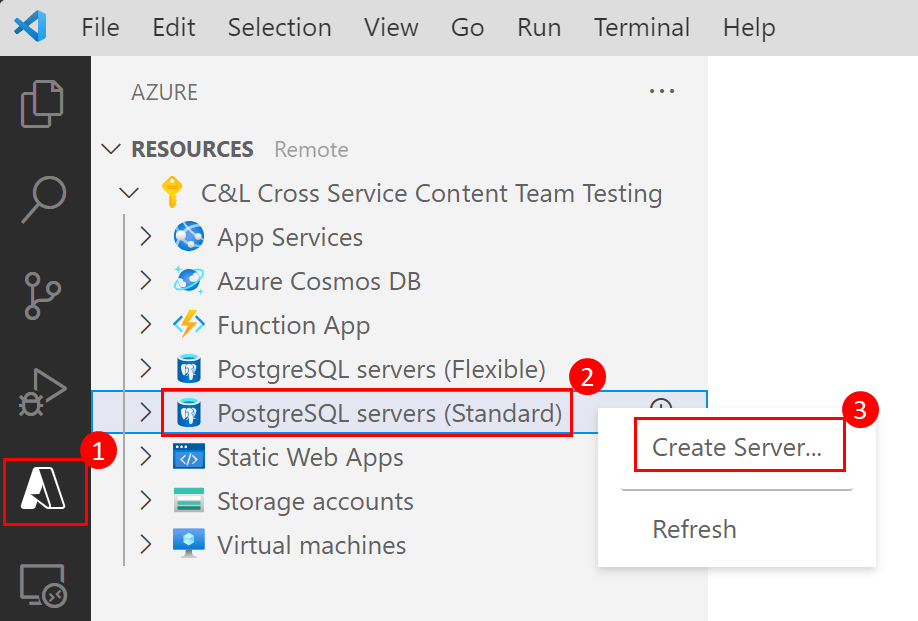 File Edit Selection View Go Run Terminal Help
AZURE ...
RESOURCES Remote
C&L Cross Service Content Team Testing
App Services
Azure Cosmos DB
Function App
PostgreSQL servers (Flexible)
2
PostgreSQL servers (Standard)
3
Create Server...
1
Static Web Apps
Storage accounts
Refresh
Virtual machines